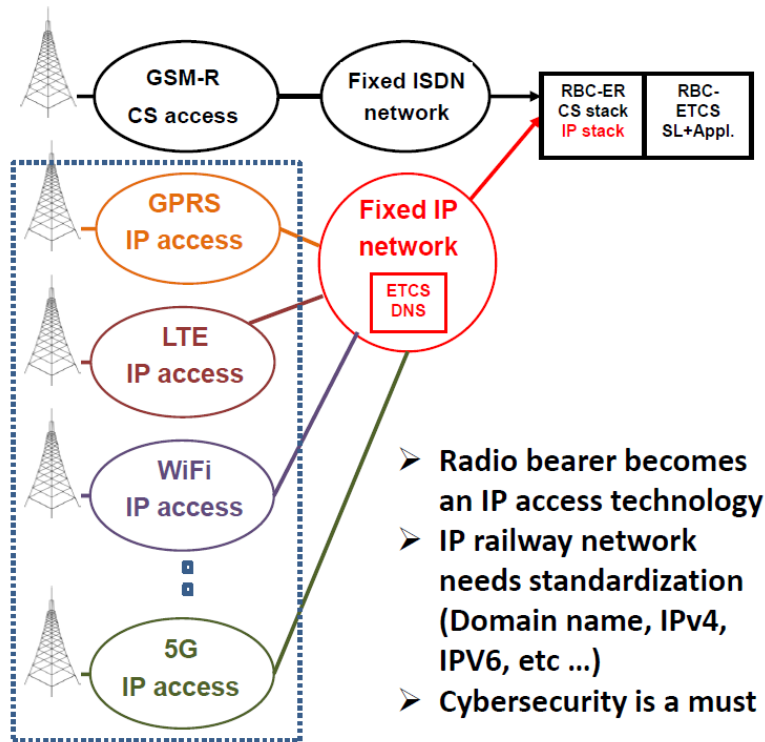 GSM-R
CS access
Fixed ISDN
network
RBC-ER
CS stack
IP stack
RBC-
ETCS
SL+Appl.
GPRS
IP access
Fixed IP
network
ETCS
DNS
LTE
IP access
WiFi
IP access
5G
IP access
➢ Radio bearer becomes
an IP access technology
➢ IP railway network
needs standardization
(Domain name, IPv4,
IPV6, etc ...)
➢ Cybersecurity is a must